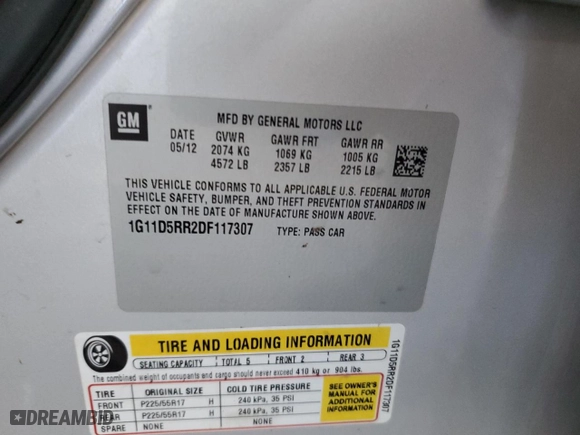 GM
MFD BY GENERAL MOTORS LLC
DATE GVWR GAWR FRT GAWR RR
05/12 2074 KG 1069 KG 1005 KG
4572 LB 2357 LB 2215 LB
THIS VEHICLE CONFORMS TO ALL APPLICABLE U.S. FEDERAL MOTOR
VEHICLE SAFETY, BUMPER, AND THEFT PREVENTION STANDARDS IN
EFFECT ON THE DATE OF MANUFACTURE SHOWN ABOVE.
1G11D5RR2DF117307 TYPE: PASS CAR
TIRE AND LOADING INFORMATION
SEATING CAPACITY TOTAL 5 FRONT 2 REAR 3
The combined weight of occupants and cargo should never exceed 410 kg or 904 lbs.
TIRE ORIGINAL SIZE COLD TIRE PRESSURE
FRONT P225/55R17 H 240 kPa, 35 PSI
REAR P225/55R17 H 240 kPa, 35 PSI
SPARE NONE NONE
SEE OWNER'S
MANUAL FOR
ADDITIONAL
INFORMATION
1G11D5RR2DF117307
DREAMBID